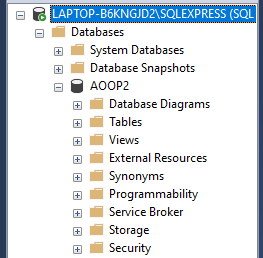 LAPTOP-B6KNGJD2\SQLEXPRESS (SQL
Databases
System Databases
Database Snapshots
AOOP2
Database Diagrams
Tables
Views
External Resources
Synonyms
Programmability
Service Broker
Storage
Security